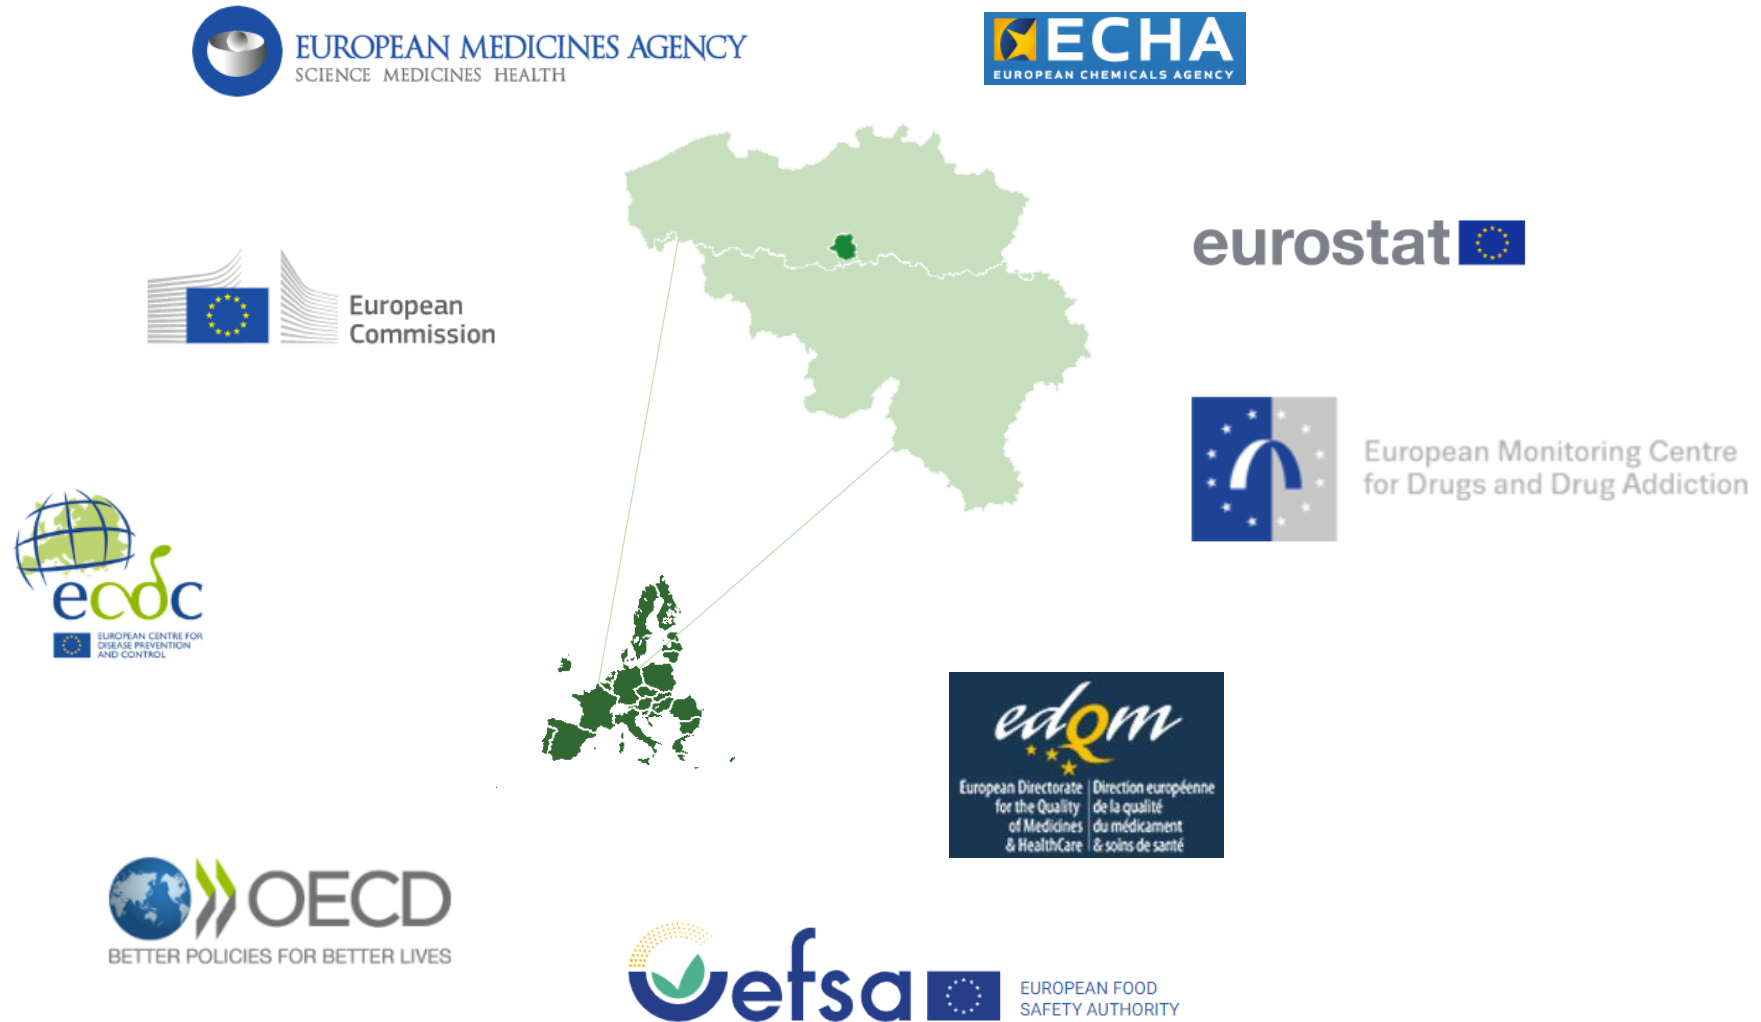 EUROPEAN MEDICINES AGENCY
SCIENCE MEDICINES HEALTH
ECHA
EUROPEAN CHEMICALS AGENCY
eurostat
European
Commission
European Monitoring Centre
for Drugs and Drug Addiction
ecdc
EUROPEAN CENTRE FOR
DISEASE PREVENTION
AND CONTROL
edQm
European Directorate
for the Quality
of Medicines
& HealthCare
Direction européenne
de la qualité
du médicament
& soins de santé
OECD
BETTER POLICIES FOR BETTER LIVES
efsa
EUROPEAN FOOD
SAFETY AUTHORITY